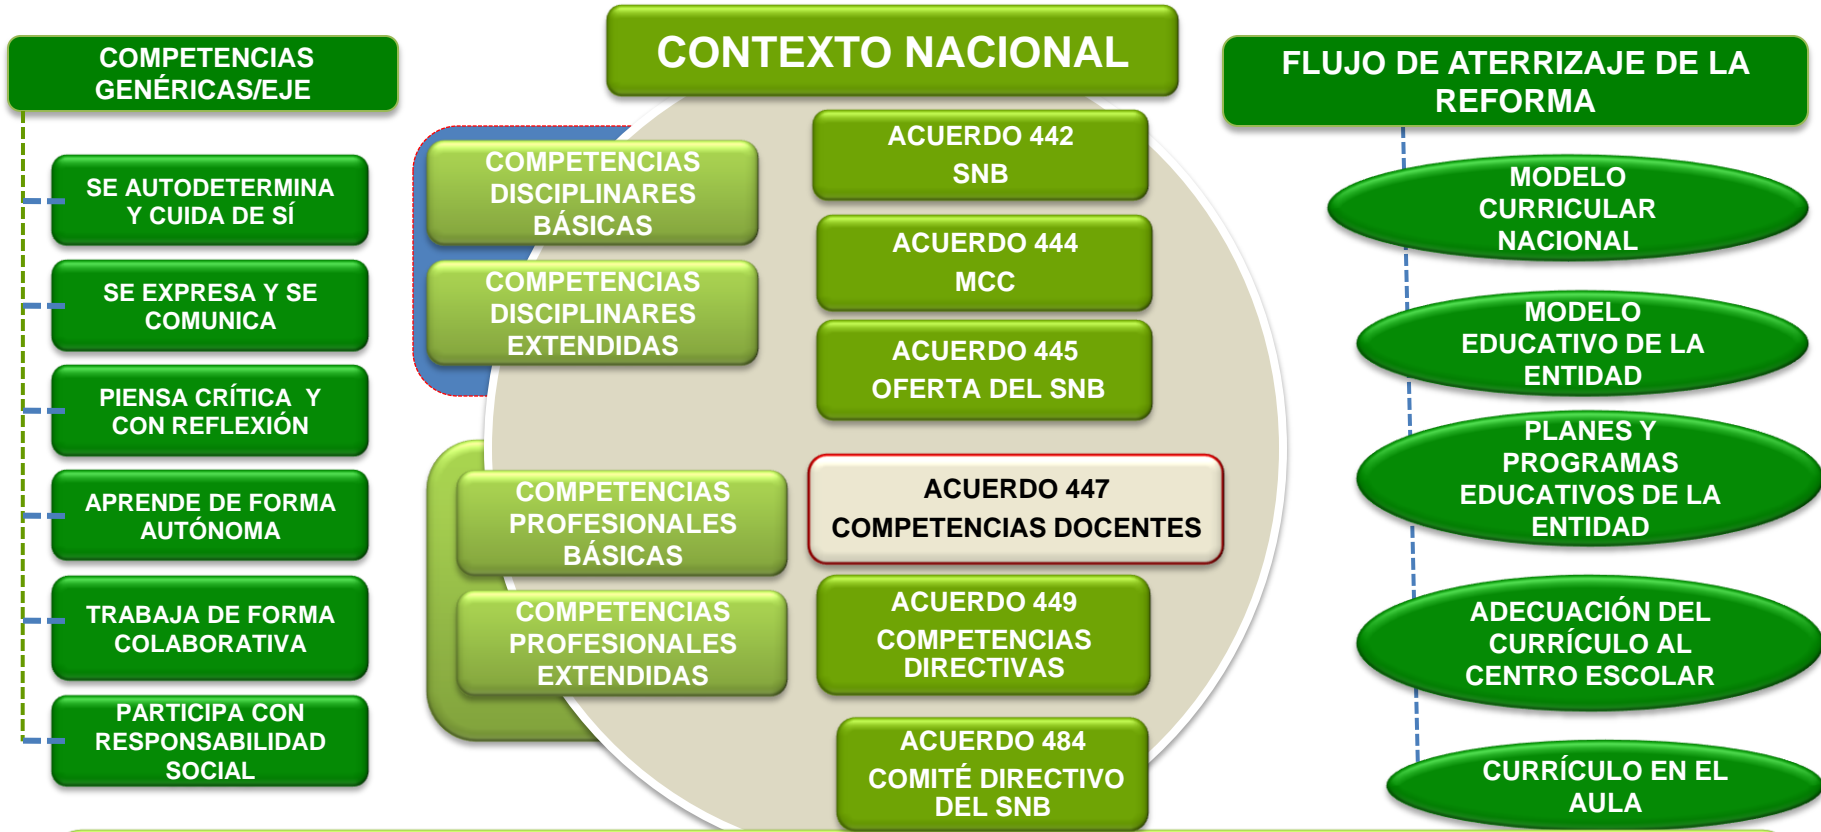 COMPETENCIAS
GENÉRICAS/EJE
SE AUTODETERMINA
Y CUIDA DE SÍ
SE EXPRESA Y SE
COMUNICA
PIENSA CRÍTICA Y
CON REFLEXIÓN
APRENDE DE FORMA
AUTÓNOMA
TRABAJA DE FORMA
COLABORATIVA
PARTICIPA CON
RESPONSABILIDAD
SOCIAL
CONTEXTO NACIONAL
COMPETENCIAS
DISCIPLINARES
BÁSICAS
COMPETENCIAS
DISCIPLINARES
EXTENDIDAS
COMPETENCIAS
PROFESIONALES
BÁSICAS
COMPETENCIAS
PROFESIONALES
EXTENDIDAS
ACUERDO 442
SNB
ACUERDO 444
MCC
ACUERDO 445
OFERTA DEL SNB
ACUERDO 447
COMPETENCIAS DOCENTES
ACUERDO 449
COMPETENCIAS
DIRECTIVAS
ACUERDO 484
COMITÉ DIRECTIVO
DEL SNB
FLUJO DE ATERRIZAJE DE LA
REFORMA
MODELO
CURRICULAR
NACIONAL
MODELO
EDUCATIVO DE LA
ENTIDAD
PLANES Y
PROGRAMAS
EDUCATIVOS DE LA
ENTIDAD
ADECUACIÓN DEL
CURRÍCULO AL
CENTRO ESCOLAR
CURRÍCULO EN EL
AULA